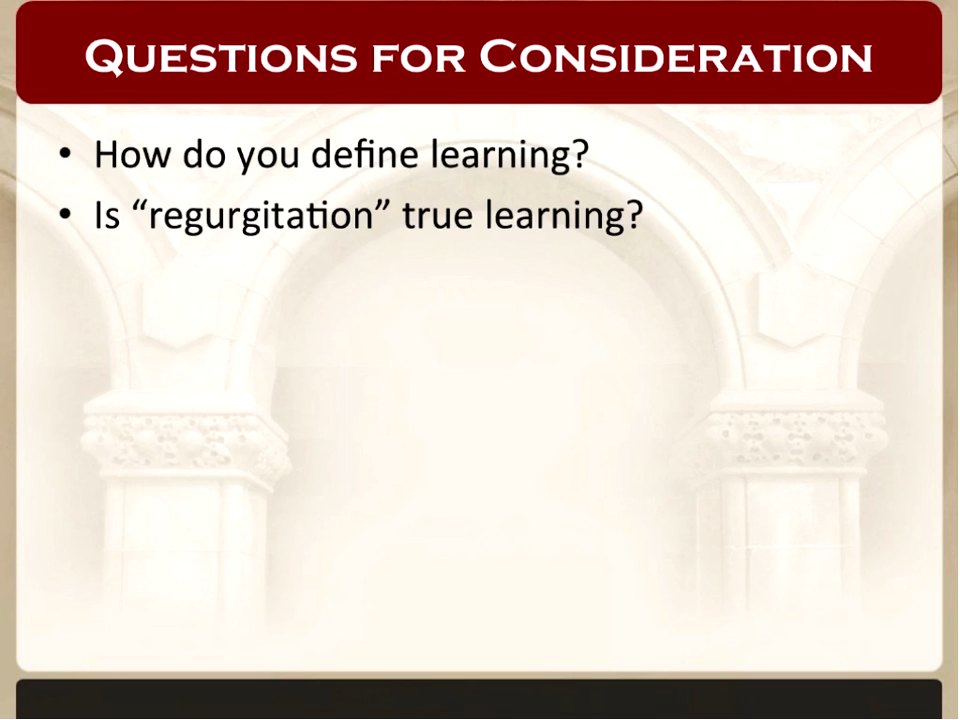 Questions for Consideration
• How do you define learning?
• Is “regurgitation” true learning?